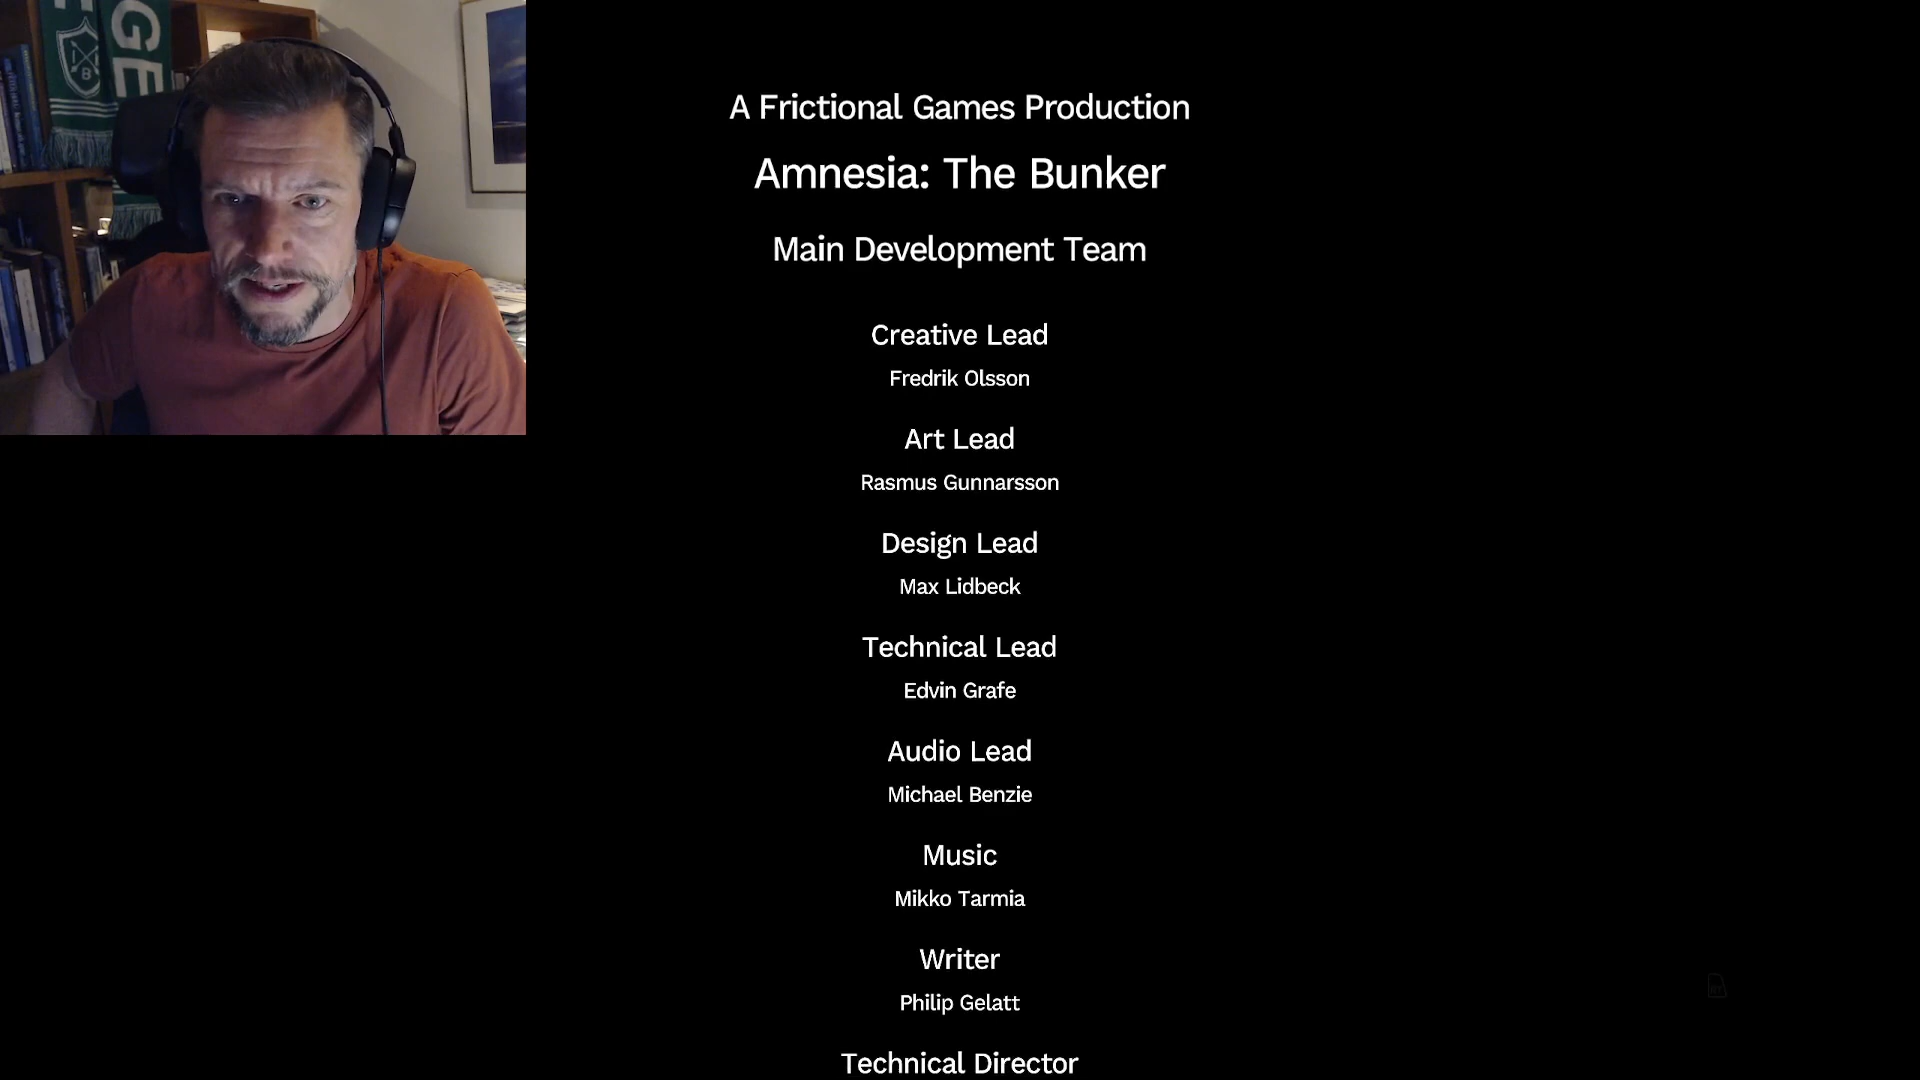 GE
I
B
A Frictional Games Production
Amnesia: The Bunker
Main Development Team
Creative Lead
Fredrik Olsson
Art Lead
Rasmus Gunnarsson
Design Lead
Max Lidbeck
Technical Lead
Edvin Grafe
Audio Lead
Michael Benzie
Music
Mikko Tarmia
Writer
Philip Gelatt
Technical Director